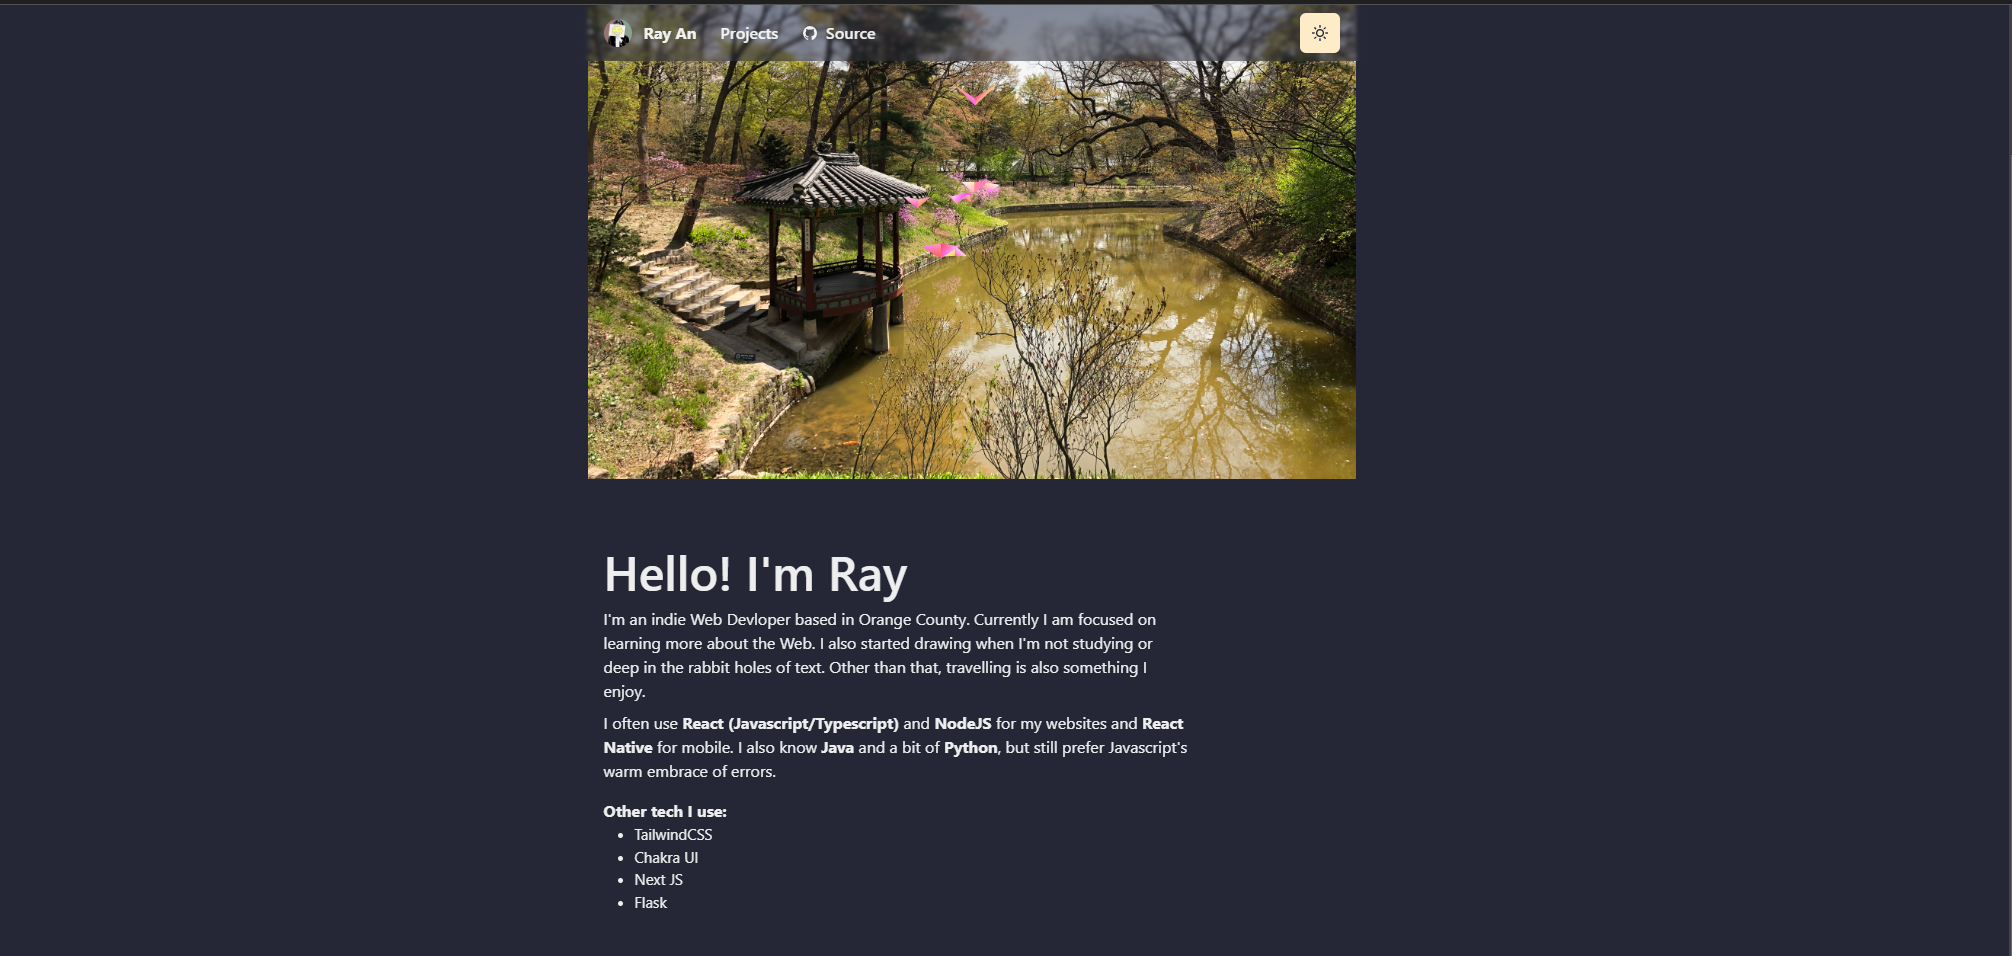 Ray An Projects Source
Hello! I'm Ray
I'm an indie Web Devloper based in Orange County. Currently I am focused on
learning more about the Web. I also started drawing when I'm not studying or
deep in the rabbit holes of text. Other than that, travelling is also something I
enjoy.
I often use React (Javascript/Typescript) and NodeJS for my websites and React
Native for mobile. I also know Java and a bit of Python, but still prefer Javascript's
warm embrace of errors.
Other tech I use:
• TailwindCSS
• Chakra UI
• Next JS
• Flask